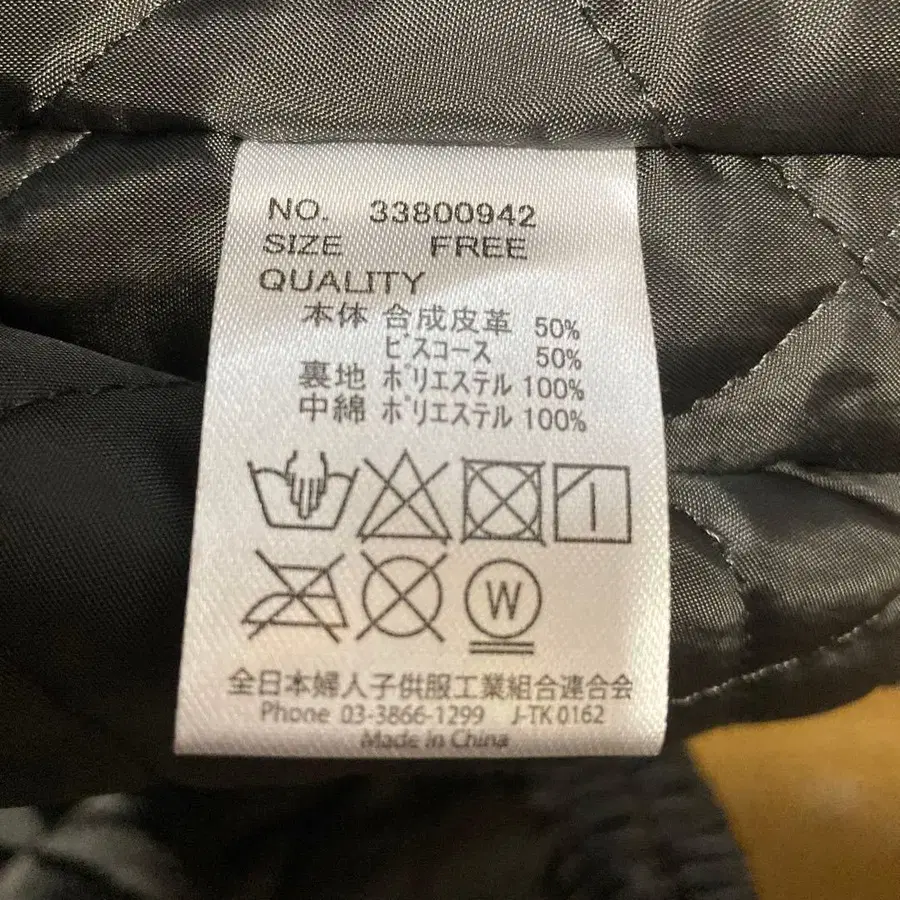 NO. 33800942
SIZE FREE
QUALITY
本体 合成皮革 50%
ビスコース 50%
裏地 ポリエステル 100%
中綿 ポリエステル 100%
W
全日本婦人子供服工業組合連合会
Phone 03-3866-1299 J-TK 0162
Made in China